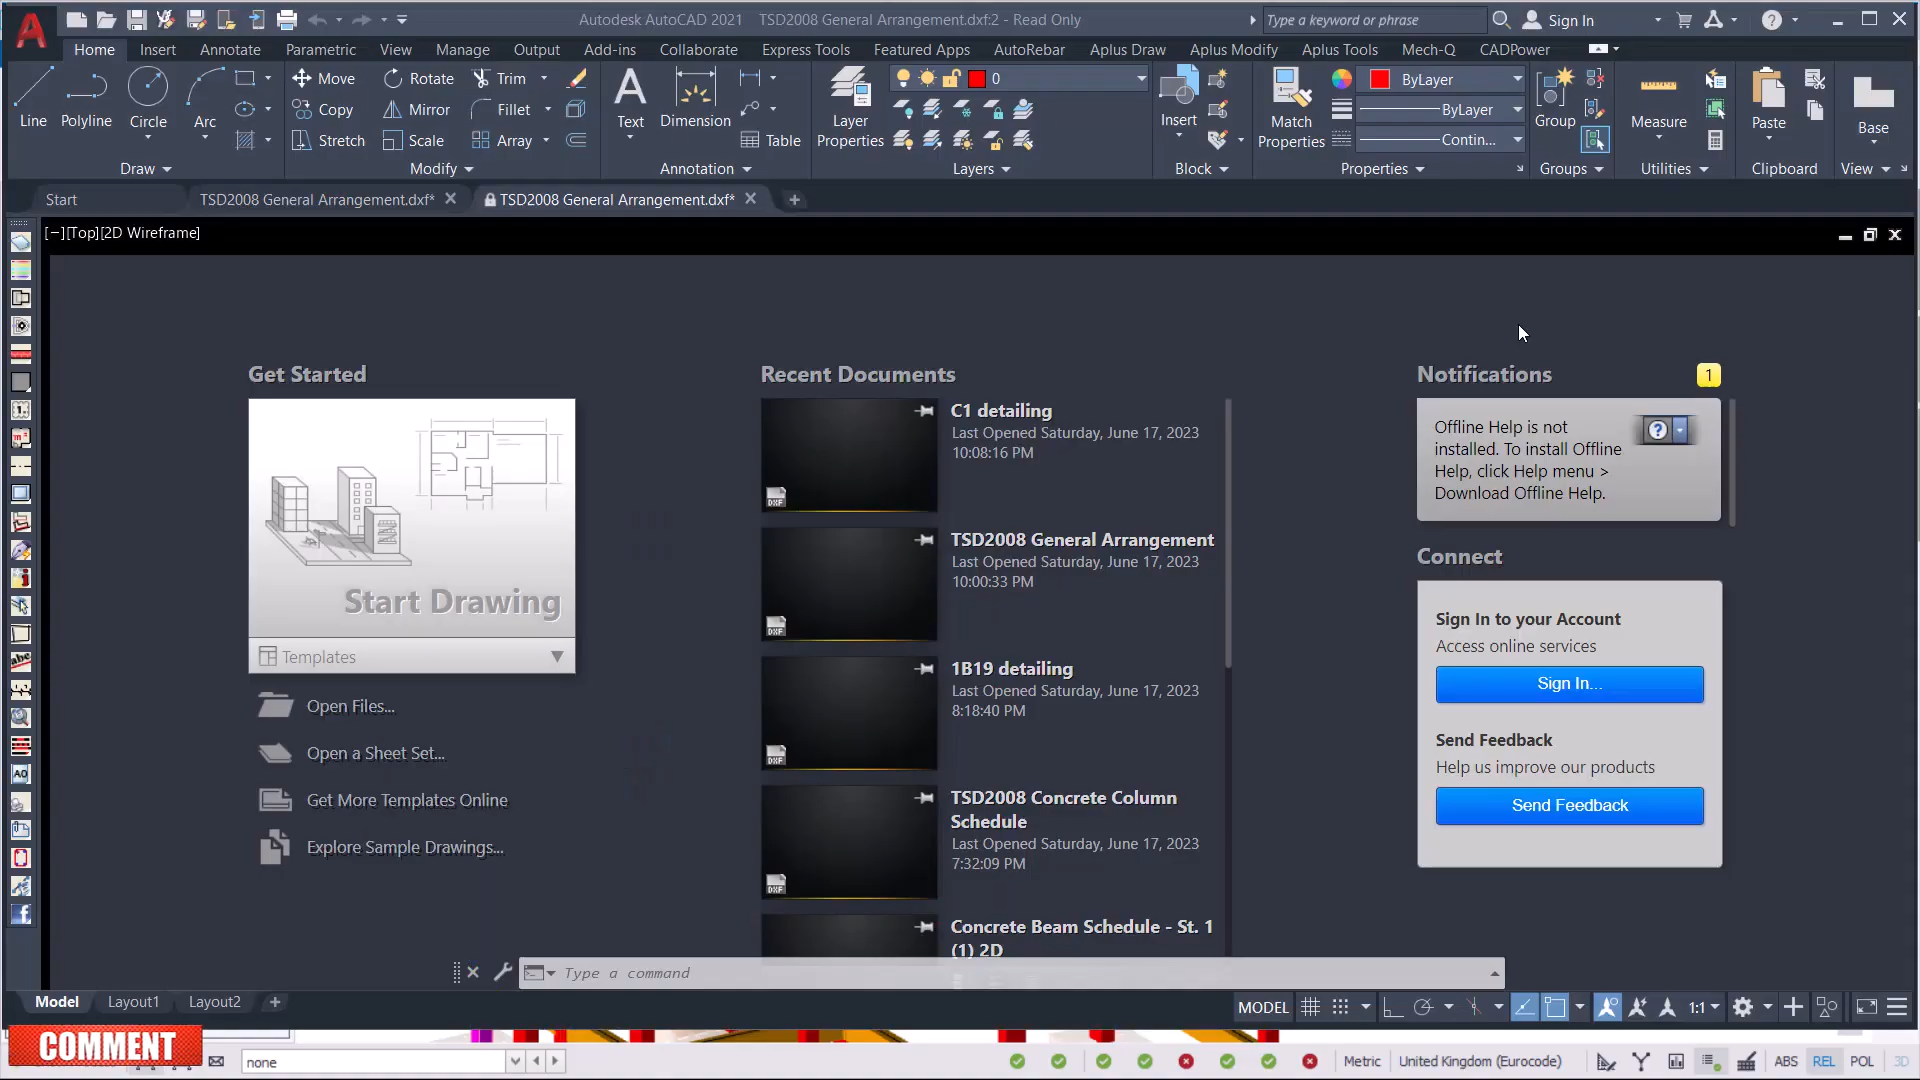 Autodesk AutoCAD 2021 TSD2008 General Arrangement.dxf:2 - Read Only
Type a keyword or phrase
Sign In
Home Insert Annotate Parametric View Manage Output Add-ins Collaborate Express Tools Featured Apps AutoRebar Aplus Draw Aplus Modify Aplus Tools Mech-Q CADPower
Line Polyline Circle Arc
Move Rotate Trim
Copy Mirror Fillet
Stretch Scale Array
Text Dimension Table
Layer Properties
0
Insert
Match Properties
ByLayer
ByLayer
Contin...
Group Measure Paste Base
Draw Modify Annotation Layers Block Properties Groups Utilities Clipboard View
Start TSD2008 General Arrangement.dxf* TSD2008 General Arrangement.dxf*
[−][Top][2D Wireframe]
Get Started
Start Drawing
Templates
Open Files...
Open a Sheet Set...
Get More Templates Online
Explore Sample Drawings...
Recent Documents
C1 detailing
Last Opened Saturday, June 17, 2023
10:08:16 PM
DXF
TSD2008 General Arrangement
Last Opened Saturday, June 17, 2023
10:00:33 PM
DXF
1B19 detailing
Last Opened Saturday, June 17, 2023
8:18:40 PM
DXF
TSD2008 Concrete Column
Schedule
Last Opened Saturday, June 17, 2023
7:32:09 PM
DXF
Concrete Beam Schedule - St. 1
(1) 2D
Notifications 1
Offline Help is not
installed. To install Offline
Help, click Help menu >
Download Offline Help.
Connect
Sign In to your Account
Access online services
Sign In...
Send Feedback
Help us improve our products
Send Feedback
Type a command
Model Layout1 Layout2
MODEL 1:1
COMMENT
none
Metric United Kingdom (Eurocode) ABS REL POL 3D